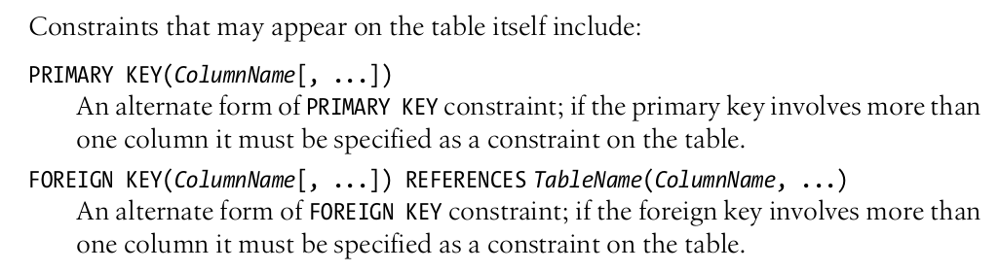 Constraints that may appear on the table itself include:
PRIMARY KEY(ColumnName[, ...])
An alternate form of PRIMARY KEY constraint; if the primary key involves more than
one column it must be specified as a constraint on the table.
FOREIGN KEY(ColumnName[, ...]) REFERENCES TableName(ColumnName, ...)
An alternate form of FOREIGN KEY constraint; if the foreign key involves more than
one column it must be specified as a constraint on the table.